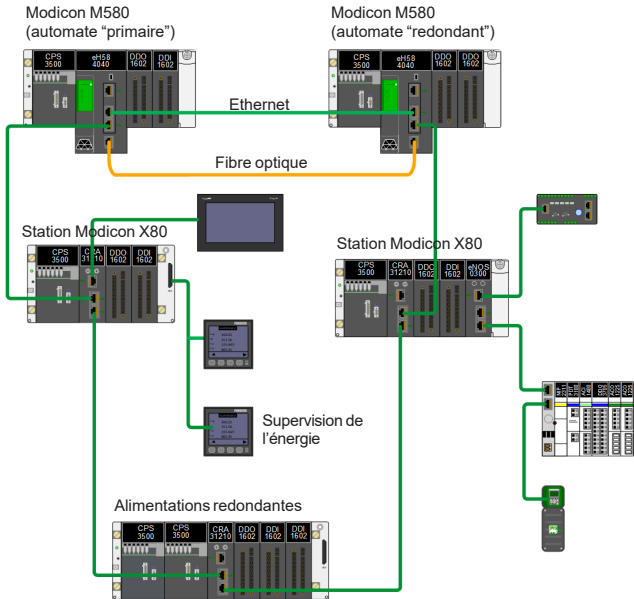 Modicon M580
(automate “primaire”)
Modicon M580
(automate “redondant”)
CPS
3500
eH58
4040
DDO
1602
DDI
1602
CPS
3500
eH58
4040
DDO
1602
DDO
1602
Ethernet
Fibre optique
Station Modicon X80
CPS
3500
CRA
31210
DDO
1602
DDI
1602
Station Modicon X80
CPS
3500
CRA
31210
DDO
1602
DDI
1602
eNOS
0300
Supervision de
l’énergie
Alimentations redondantes
CPS
3500
CPS
3500
CRA
31210
DDO
1602
DDI
1602
DDI
1602